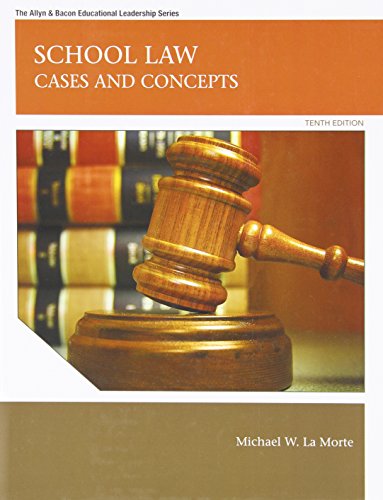 The Allyn & Bacon Educational Leadership Series
SCHOOL LAW
CASES AND CONCEPTS
TENTH EDITION
Michael W. La Morte